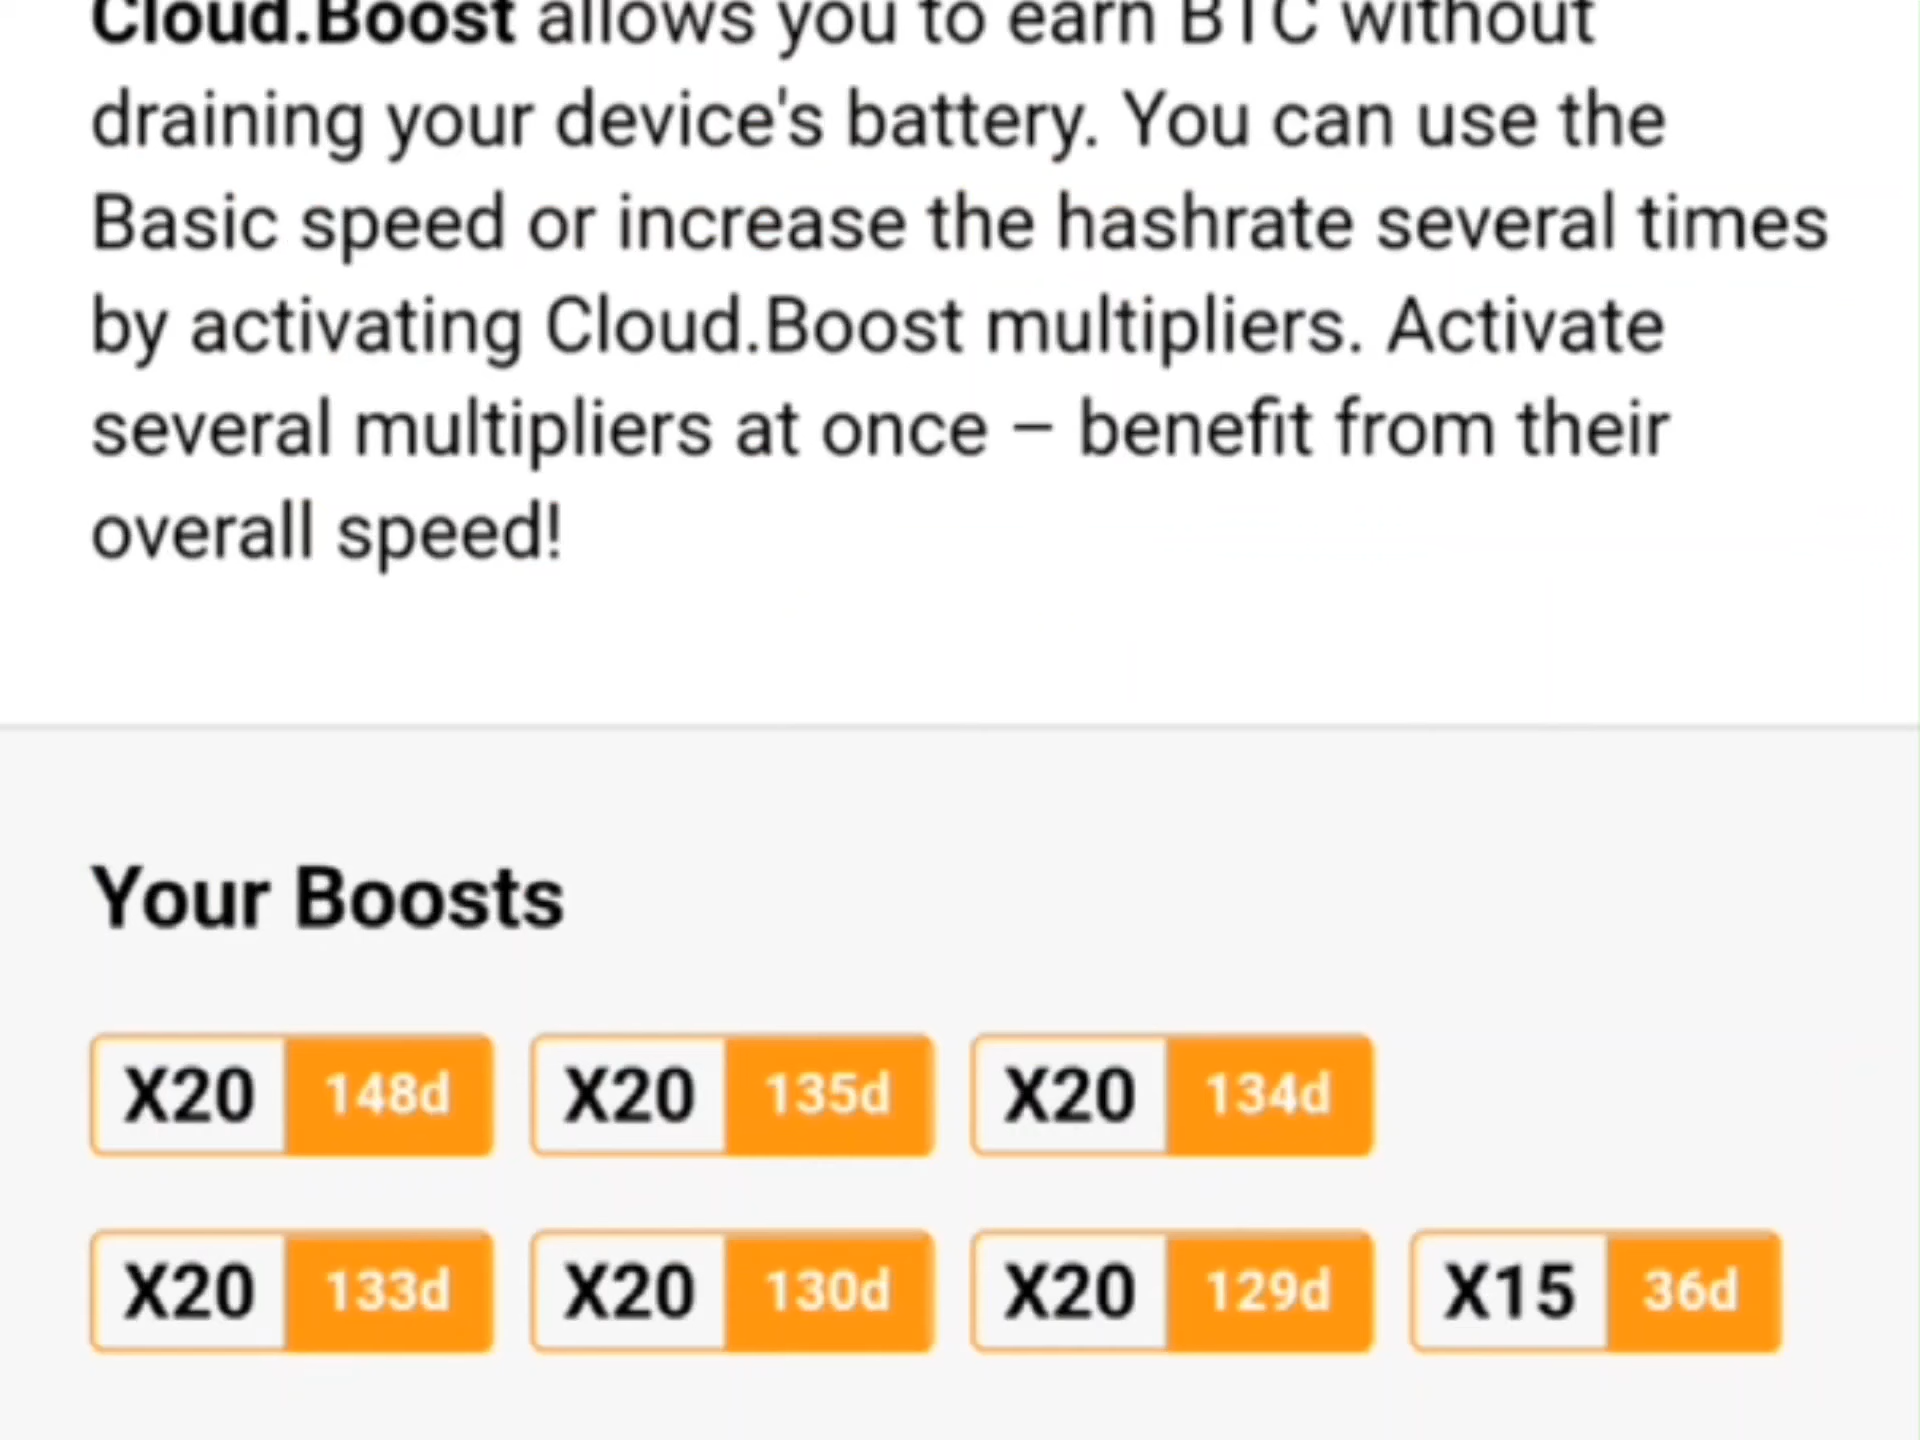 Cloud.Boost allows you to earn BTC without
draining your device's battery. You can use the
Basic speed or increase the hashrate several times
by activating Cloud.Boost multipliers. Activate
several multipliers at once – benefit from their
overall speed!
Your Boosts
X20 148d X20 135d X20 134d
X20 133d X20 130d X20 129d X15 36d